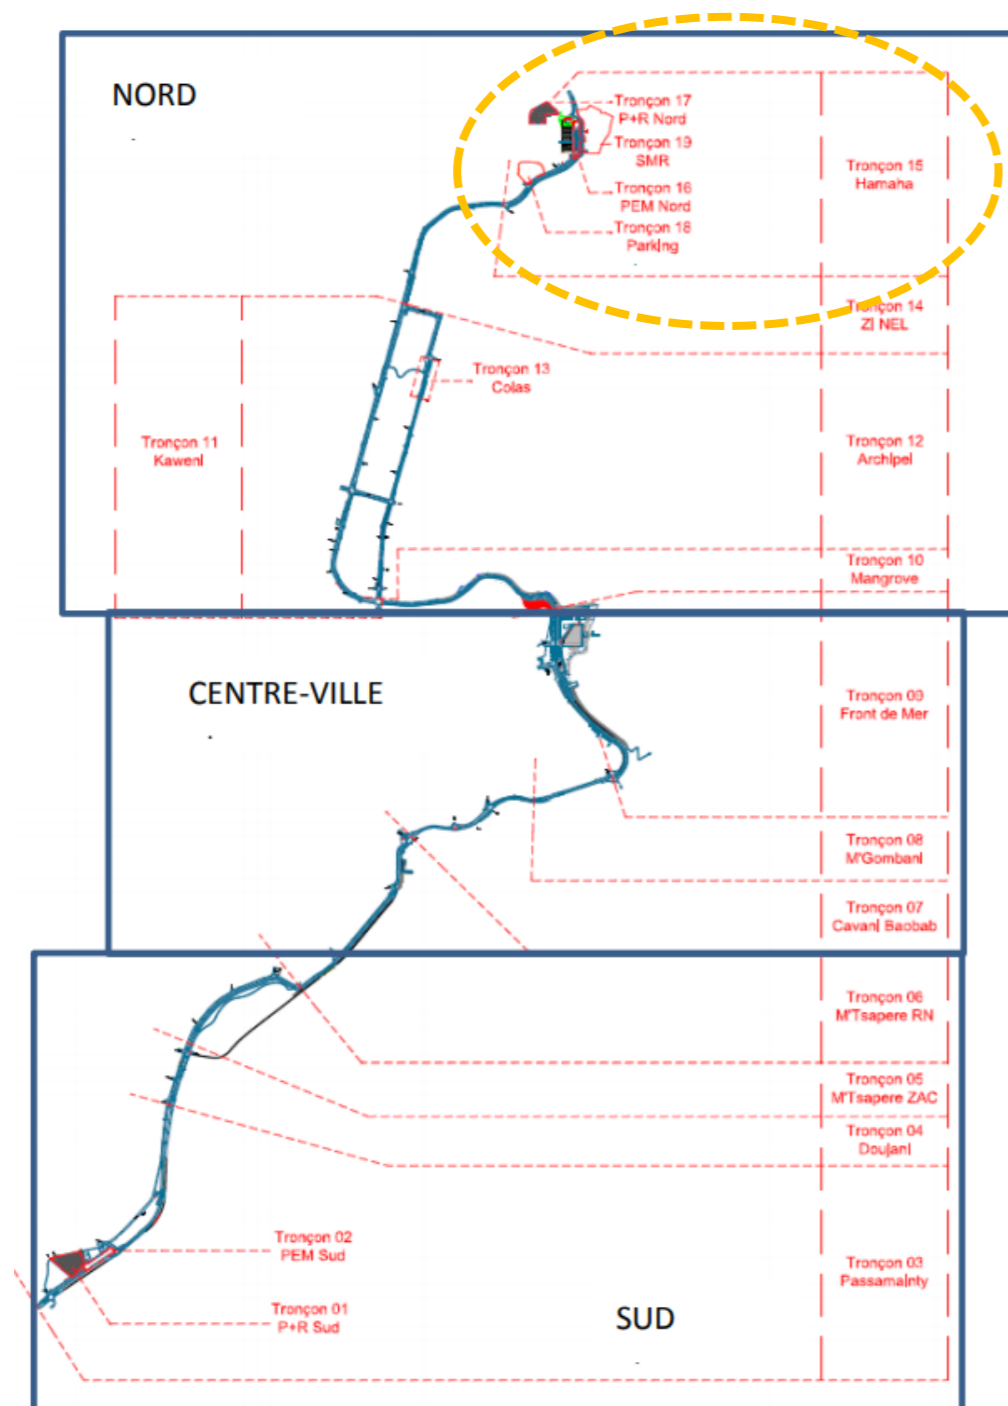 NORD
Tronçon 17
P+R Nord
Tronçon 19
SMR
Tronçon 16
PEM Nord
Tronçon 18
Parking
Tronçon 15
Hamaha
Tronçon 14
ZI NEL
Tronçon 13
Colas
Tronçon 11
Kaweni
Tronçon 12
Archipel
Tronçon 10
Mangrove
CENTRE-VILLE
Tronçon 09
Front de Mer
Tronçon 08
M'Gombani
Tronçon 07
Cavani Baobab
Tronçon 06
M'Tsapere RN
Tronçon 05
M'Tsapere ZAC
Tronçon 04
Doujani
Tronçon 02
PEM Sud
Tronçon 03
Passamainty
Tronçon 01
P+R Sud
SUD